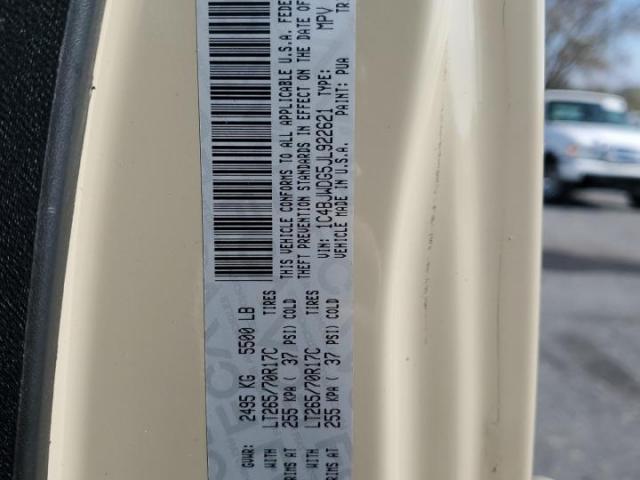 GVWR: 2495 KG 5500 LB
WITH LT265/70R17C TIRES
RIMS AT 255 KPA ( 37 PSI) COLD
WITH LT265/70R17C TIRES
RIMS AT 255 KPA ( 37 PSI) COLD
THIS VEHICLE CONFORMS TO ALL APPLICABLE U.S.A. FEDE
THEFT PREVENTION STANDARDS IN EFFECT ON THE DATE OF
VIN: 1C4BJWDG5JL922621 TYPE: MPV
VEHICLE MADE IN U.S.A. PAINT: PUA TR